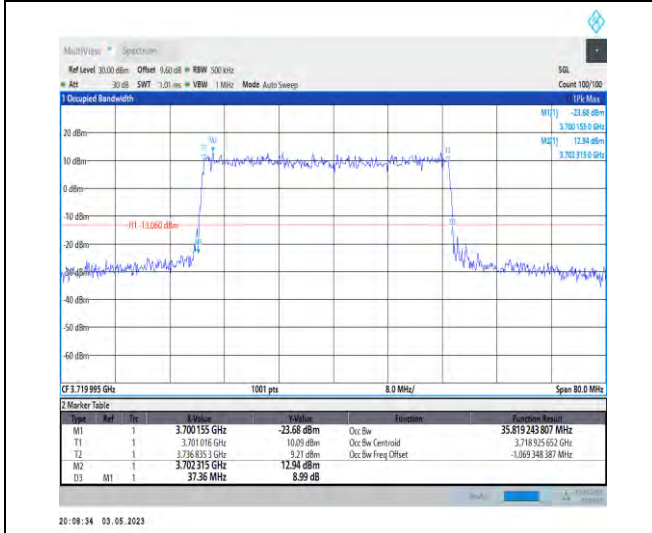 MultiView Spectrum
Ref Level 30.00 dBm Offset 9.60 dB RBW 500 kHz SGL
Att 30 dB SWT 1.01 ms VBW 1 MHz Mode Auto Sweep Count 100/100
1 Occupied Bandwidth 1Pk Max
M1[1] -23.68 dBm
3.700 155 0 GHz
M2[1] 12.94 dBm
3.702 315 0 GHz
20 dBm
M2
T1
T2
10 dBm
0 dBm
-10 dBm
H1 -13.060 dBm
D3
-20 dBm
M1
-30 dBm
-40 dBm
-50 dBm
-60 dBm
CF 3.719 995 GHz 1001 pts 8.0 MHz/ Span 80.0 MHz
2 Marker Table
Type Ref Trc X-Value Y-Value Function Function Result
M1 1 3.700155 GHz -23.68 dBm Occ Bw 35.819 243 807 MHz
T1 1 3.701 016 GHz 10.09 dBm Occ Bw Centroid 3.718 925 652 GHz
T2 1 3.736 835 3 GHz 9.21 dBm Occ Bw Freq Offset -1.069 348 387 MHz
M2 1 3.702315 GHz 12.94 dBm
D3 M1 1 37.36 MHz 8.99 dB
20:08:34 03.05.2023